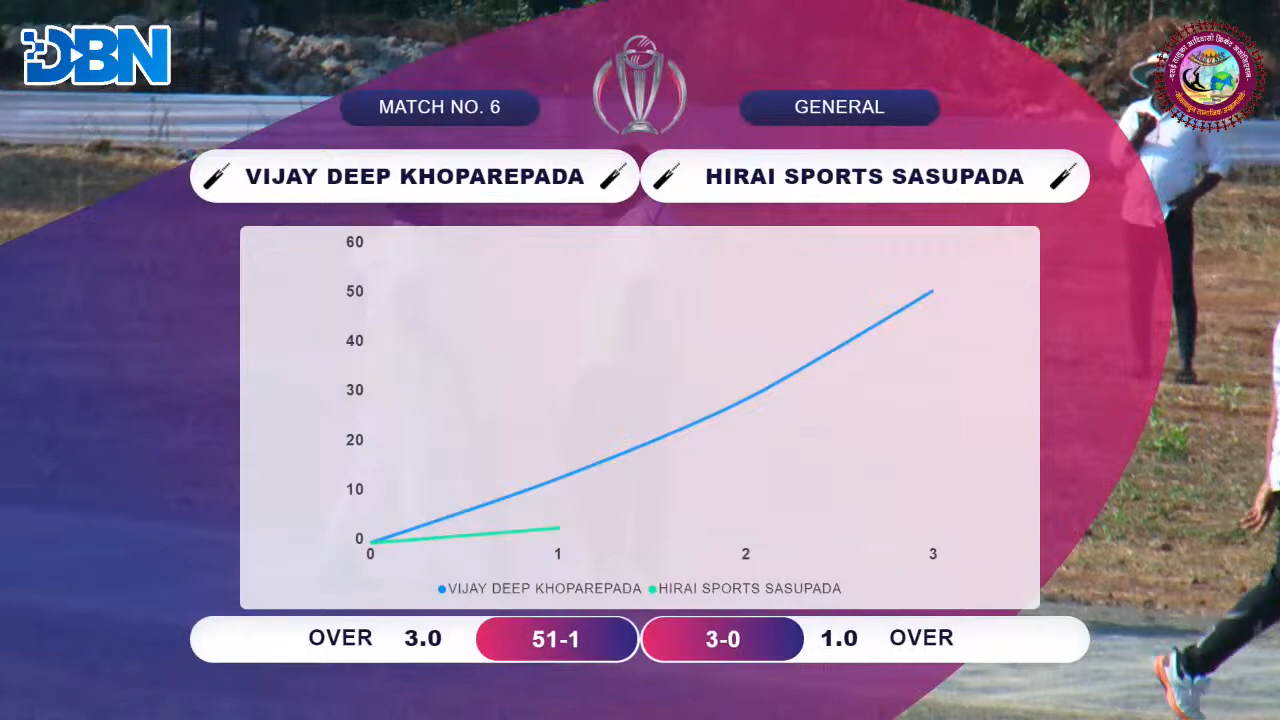 DBN
MATCH NO. 6
GENERAL
VIJAY DEEP KHOPAREPADA
HIRAI SPORTS SASUPADA
60
50
40
30
20
10
0
0 1 2 3
VIJAY DEEP KHOPAREPADA HIRAI SPORTS SASUPADA
OVER 3.0 51-1 3-0 1.0 OVER